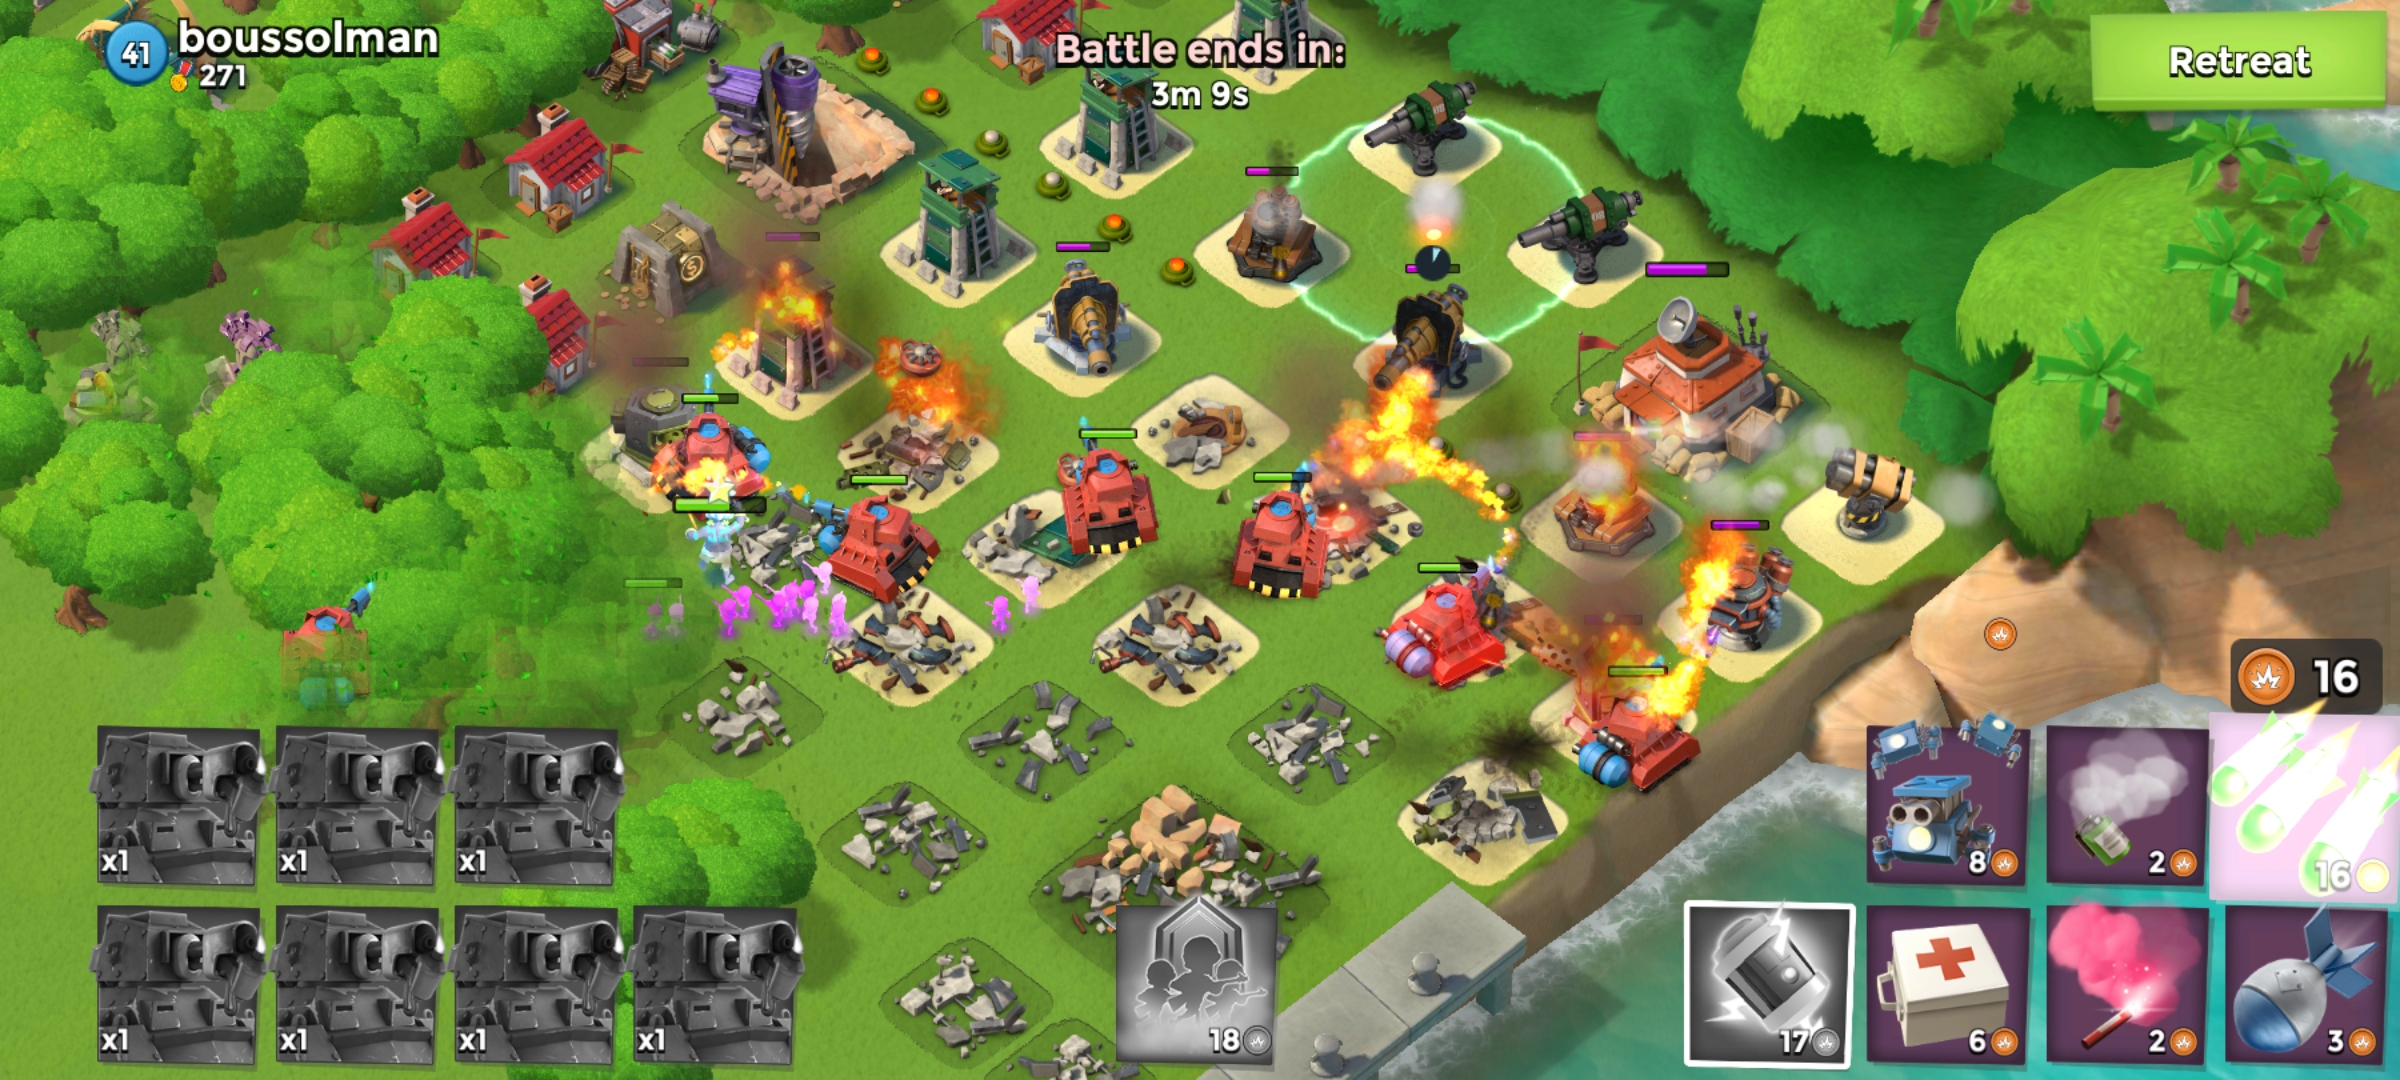 41
boussolman
271
Battle ends in:
3m 9s
Retreat
16
8
2
16
x1
x1
x1
x1
x1
x1
x1
18
17
6
2
3